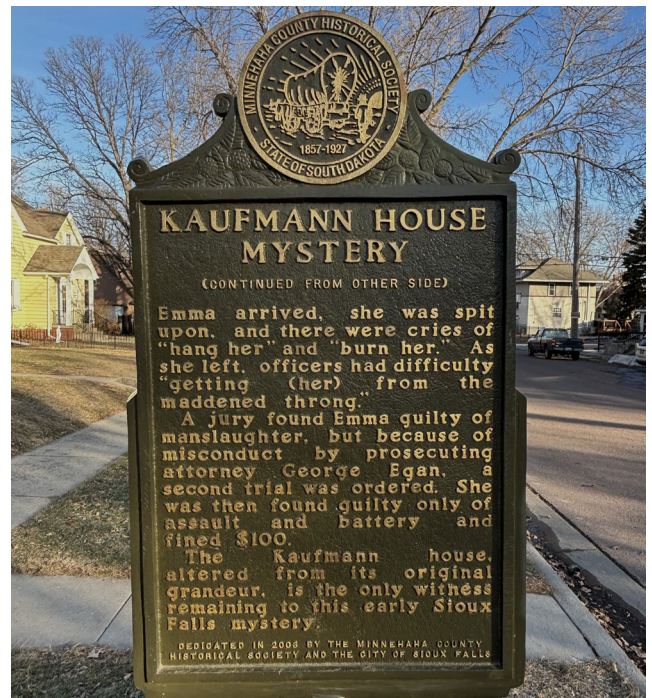 MINNEHAHA COUNTY HISTORICAL SOCIETY
1857-1927
STATE OF SOUTH DAKOTA
KAUFMANN HOUSE
MYSTERY
(CONTINUED FROM OTHER SIDE)
Emma arrived, she was spit
upon, and there were cries of
"hang her" and "burn her." As
she left, officers had difficulty
"getting (her) from the
maddened throng."
A jury found Emma guilty of
manslaughter, but because of
misconduct by prosecuting
attorney George Egan, a
second trial was ordered. She
was then found guilty only of
assault and battery and
fined $100.
The Kaufmann house,
altered from its original
grandeur, is the only witness
remaining to this early Sioux
Falls mystery.
DEDICATED IN 2006 BY THE MINNEHAHA COUNTY
HISTORICAL SOCIETY AND THE CITY OF SIOUX FALLS